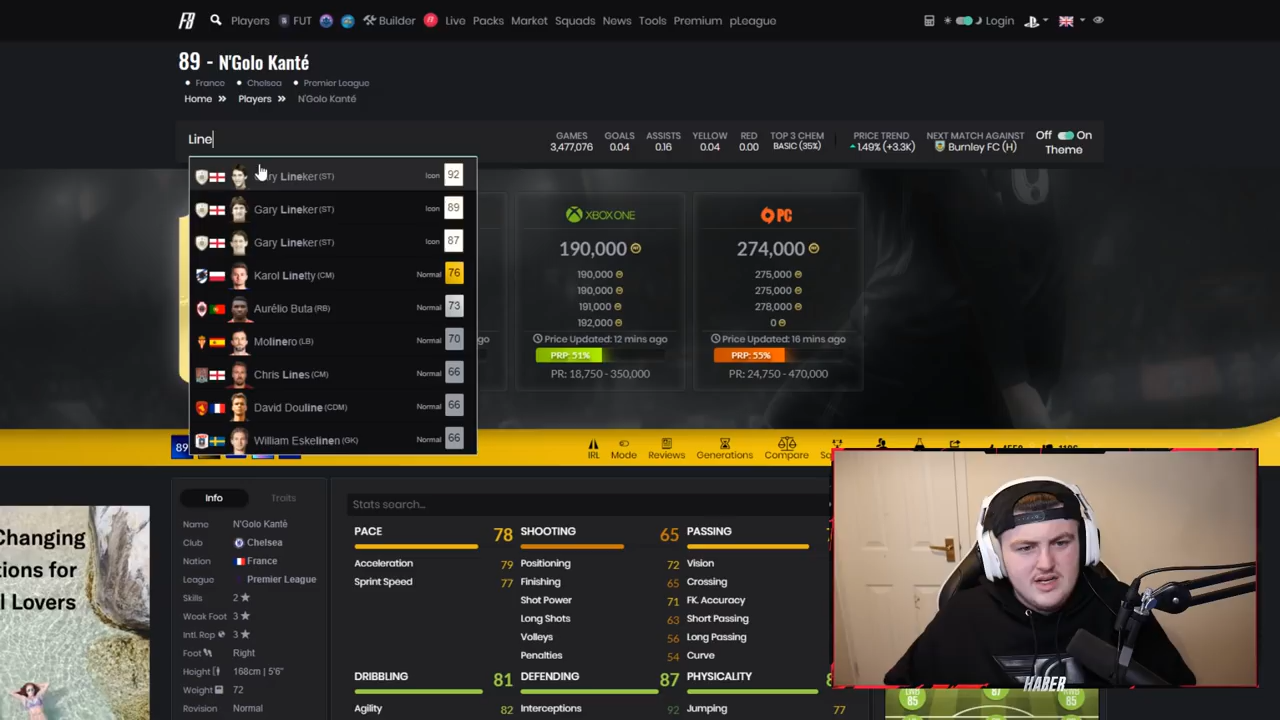 FB Players FUT Builder Live Packs Market Squads News Tools Premium pLeague Login
89 - N'Golo Kanté
France Chelsea Premier League
Home » Players » N'Golo Kanté
Line
GAMES GOALS ASSISTS YELLOW RED TOP 3 CHEM PRICE TREND NEXT MATCH AGAINST Off On
3,477,076 0.04 0.16 0.04 0.00 BASIC (35%) 1.49% (+3.3K) Burnley FC (H) Theme
Lineker (ST) Icon 92
Gary Lineker (ST) Icon 89
Gary Lineker (ST) Icon 87
Karol Linetty (CM) Normal 76
Aurélio Buta (RB) Normal 73
Molinero (LB) Normal 70
Chris Lines (CM) Normal 66
David Douline (CDM) Normal 66
William Eskelinen (GK) Normal 66
XBOX ONE
190,000
190,000
190,000
191,000
192,000
Price Updated: 12 mins ago
PRP: 51%
PR: 18,750 - 350,000
PC
274,000
275,000
275,000
278,000
0
Price Updated: 16 mins ago
PRP: 55%
PR: 24,750 - 470,000
89
IRL Mode Reviews Generations Compare
Info Traits
Name N'Golo Kanté
Club Chelsea
Nation France
League Premier League
Skills 2
Weak Foot 3
Intl. Rep 3
Foot Right
Height 168cm | 5'6"
Weight 72
Revision Normal
Stats search...
PACE 78
Acceleration 79
Sprint Speed 77
SHOOTING 65
Positioning 72
Finishing 65
Shot Power 71
Long Shots 63
Volleys 56
Penalties 54
PASSING
Vision
Crossing
FK. Accuracy
Short Passing
Long Passing
Curve
DRIBBLING 81
Agility 82
DEFENDING 87
Interceptions 92
PHYSICALITY
Jumping 77
Changing
HABER
85
87
85